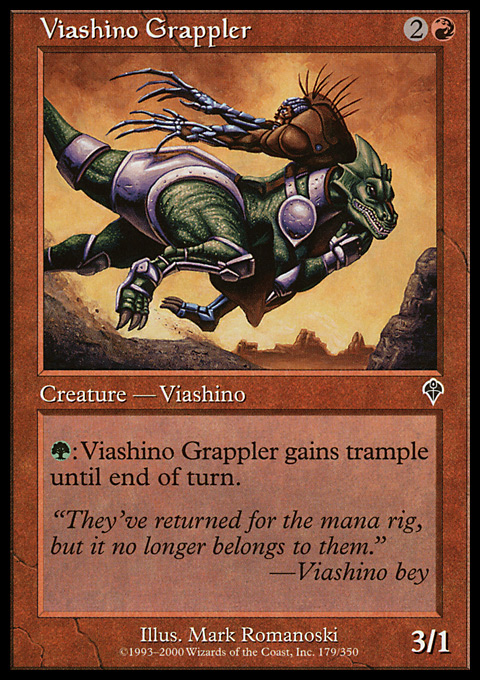 Viashino Grappler 2
Creature — Viashino
:Viashino Grappler gains trample
until end of turn.
“They’ve returned for the mana rig,
but it no longer belongs to them.”
—Viashino bey
Illus. Mark Romanoski
©1993–2000 Wizards of the Coast, Inc. 179/350
3/1